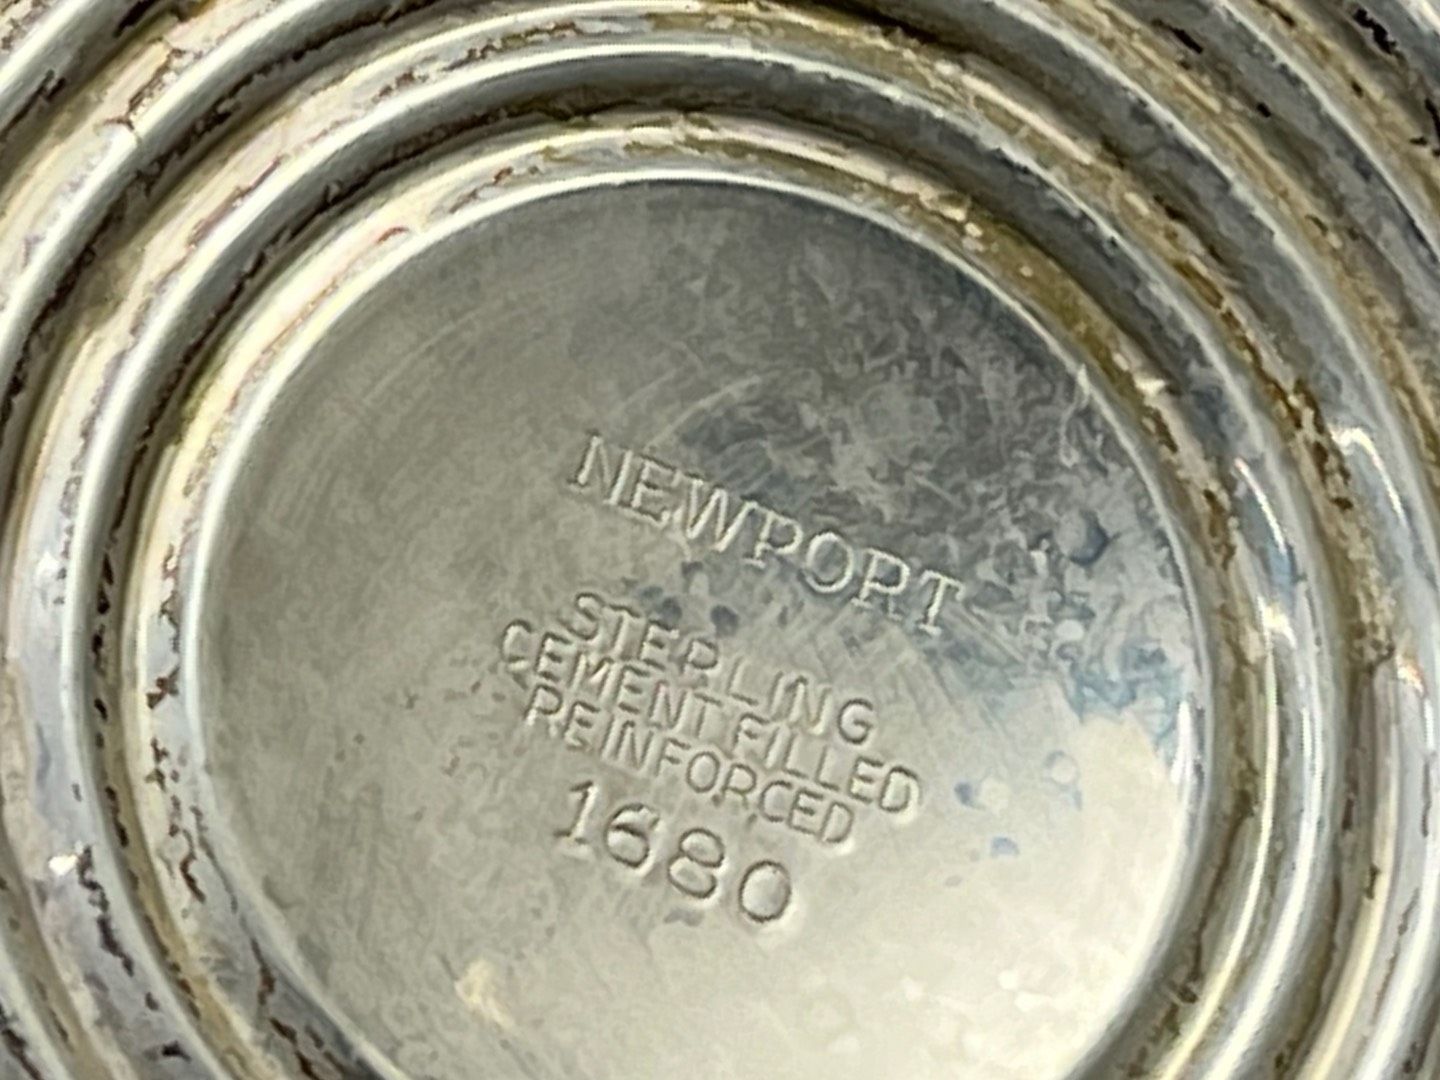 NEWPORT
STERLING
CEMENT FILLED
REINFORCED
1680